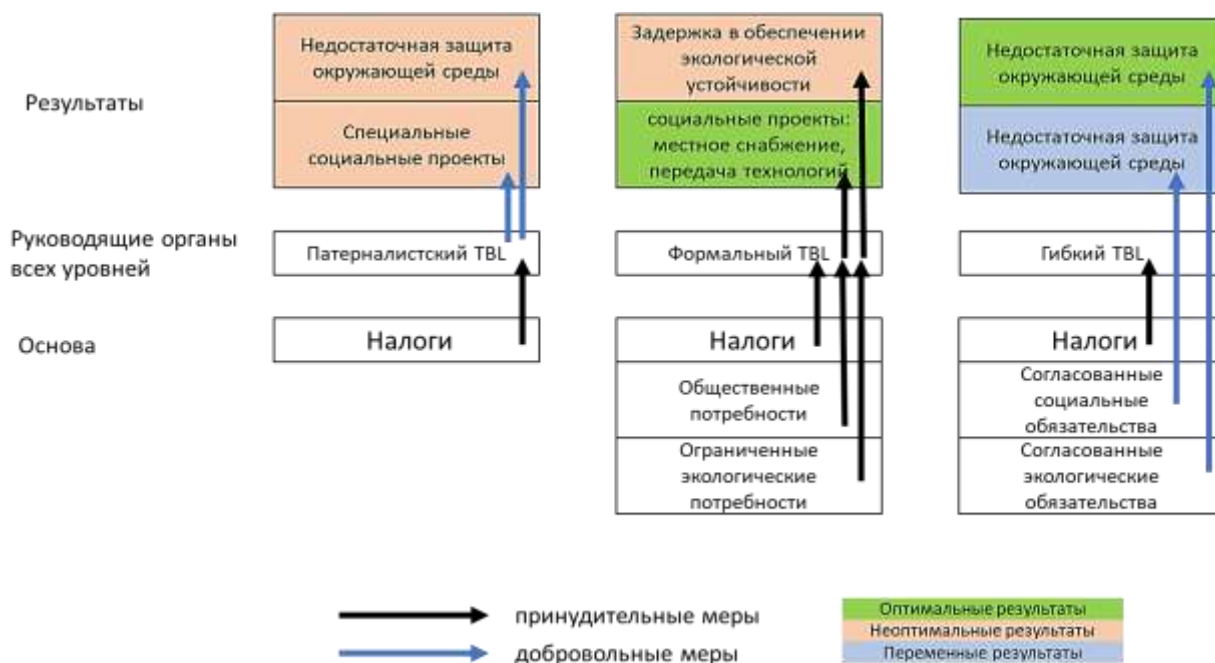 Результаты
Недостаточная защита
окружающей среды
Специальные
социальные проекты
Задержка в обеспечении
экологической
устойчивости
социальные проекты:
местное снабжение,
передача технологий
Недостаточная защита
окружающей среды
Недостаточная защита
окружающей среды
Руководящие органы
всех уровней
Патерналистский TBL
Формальный TBL
Гибкий TBL
Основа
Налоги
Налоги
Общественные
потребности
Ограниченные
экологические
потребности
Налоги
Согласованные
социальные
обязательства
Согласованные
экологические
обязательства
принудительные меры
добровольные меры
Оптимальные результаты
Неоптимальные результаты
Переменные результаты